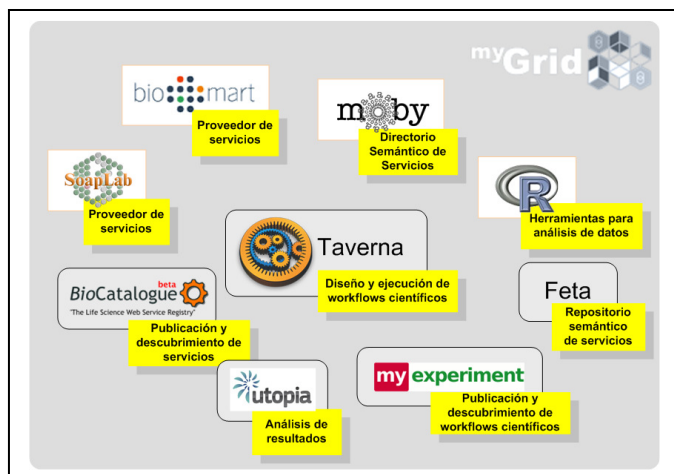 myGrid
bio mart
Proveedor de
servicios
moby
Directorio
Semántico de
Servicios
SoapLab
Proveedor de
servicios
R
Herramientas para
análisis de datos
Taverna
Diseño y ejecución de
workflows científicos
beta
BioCatalogue
"The Life Science Web Service Registry"
Publicación y
descubrimiento de
servicios
Feta
Repositorio
semántico
de servicios
utopia
Análisis de
resultados
my experiment
Publicación y
descubrimiento de
workflows científicos